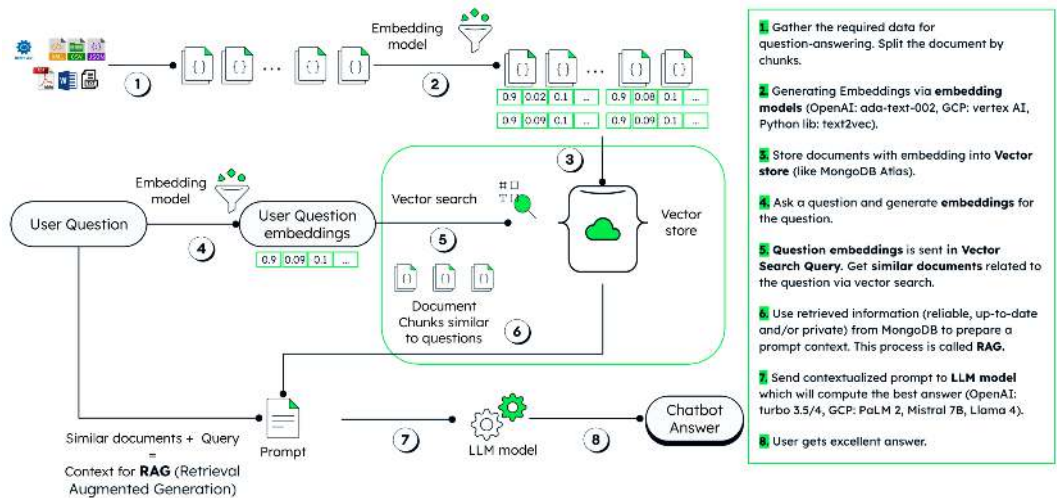 XML
CSV
JSON
PDF
W
{ }
{ }
...
{ }
{ }
1
Embedding
model
2
{ }
{ }
...
{ }
{ }
0.9 0.02 0.1 ... 0.9 0.08 0.1 ...
0.9 0.09 0.1 ... 0.9 0.09 0.1 ...
3
User Question
Embedding
model
4
User Question
embeddings
0.9 0.09 0.1 ...
Vector search
5
Vector
store
{ }
{ }
{ }
Document
Chunks similar
to questions
6
Similar documents + Query
=
Context for RAG (Retrieval
Augmented Generation)
Prompt
7
LLM model
8
Chatbot
Answer
1. Gather the required data for
question-answering. Split the document by
chunks.
2. Generating Embeddings via embedding
models (OpenAI: ada-text-002, GCP: vertex AI,
Python lib: text2vec).
3. Store documents with embedding into Vector
store (like MongoDB Atlas).
4. Ask a question and generate embeddings for
the question.
5. Question embeddings is sent in Vector
Search Query. Get similar documents related to
the question via vector search.
6. Use retrieved information (reliable, up-to-date
and/or private) from MongoDB to prepare a
prompt context. This process is called RAG.
7. Send contextualized prompt to LLM model
which will compute the best answer (OpenAI:
turbo 3.5/4, GCP: PaLM 2, Mistral 7B, Llama 4).
8. User gets excellent answer.